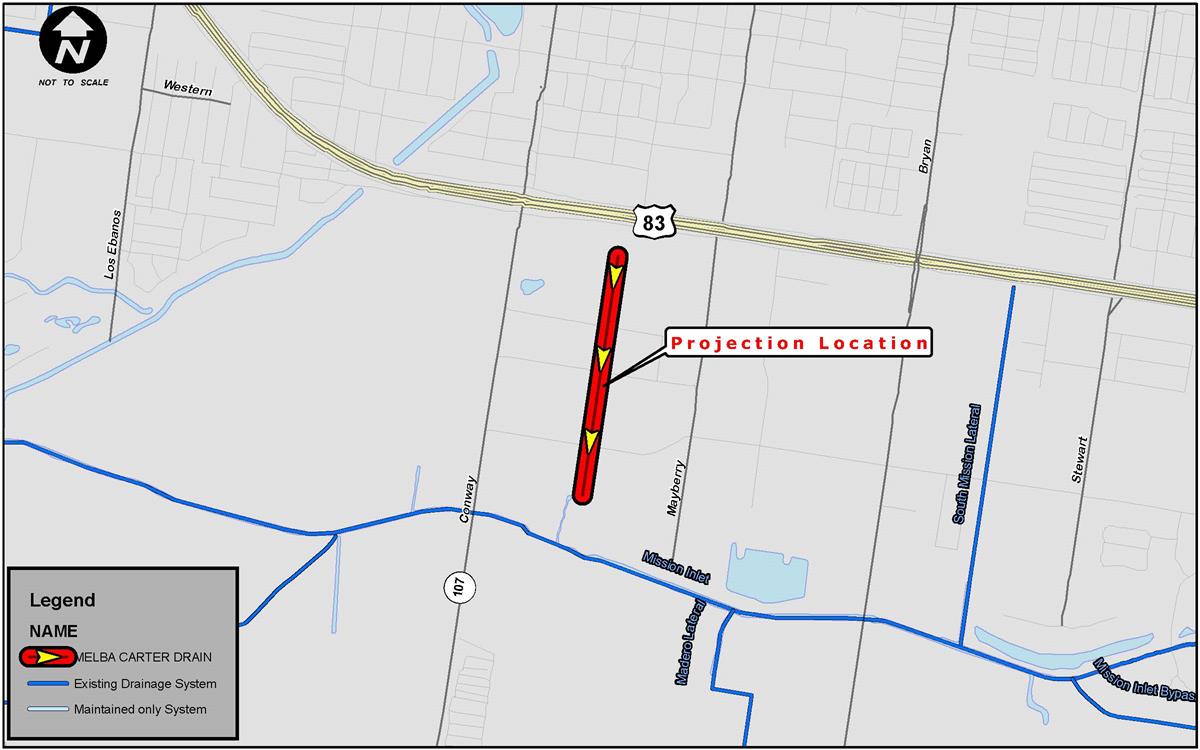 N
NOT TO SCALE
Western
Los Ebanos
83
Bryan
Projection Location
Conway
Mayberry
South Mission Lateral
Stewart
107
Mission Inlet
Madero Lateral
Mission Inlet Bypas
Legend
NAME
MELBA CARTER DRAIN
Existing Drainage System
Maintained only System